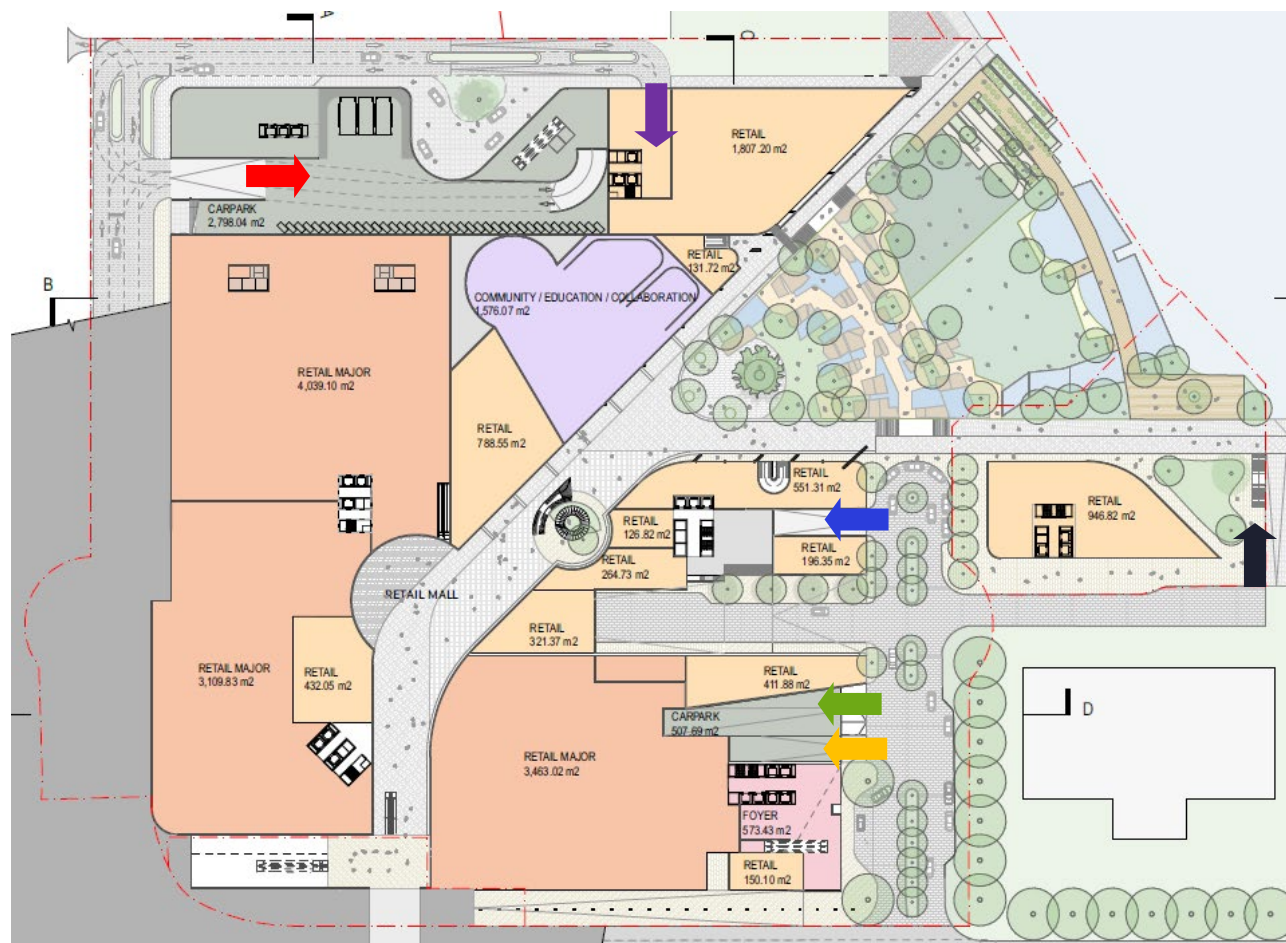 A
C
RETAIL
1,807.20 m2
CARPARK
2,798.04 m2
RETAIL
131.72 m2
B
COMMUNITY / EDUCATION / COLLABORATION
1,576.07 m2
RETAIL MAJOR
4,039.10 m2
RETAIL
788.55 m2
RETAIL
551.31 m2
RETAIL
946.82 m2
RETAIL
126.82 m2
RETAIL
196.35 m2
RETAIL
264.73 m2
RETAIL MALL
RETAIL
321.37 m2
RETAIL MAJOR
3,109.83 m2
RETAIL
432.05 m2
RETAIL
411.88 m2
CARPARK
507.69 m2
D
RETAIL MAJOR
3,463.02 m2
FOYER
573.43 m2
RETAIL
150.10 m2